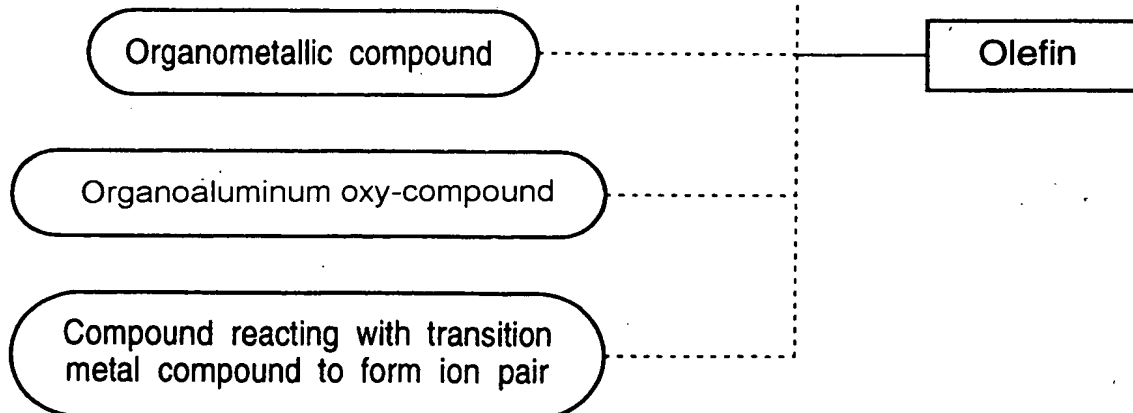 Organometallic compound
Olefin
Organoaluminum oxy-compound
Compound reacting with transition
metal compound to form ion pair